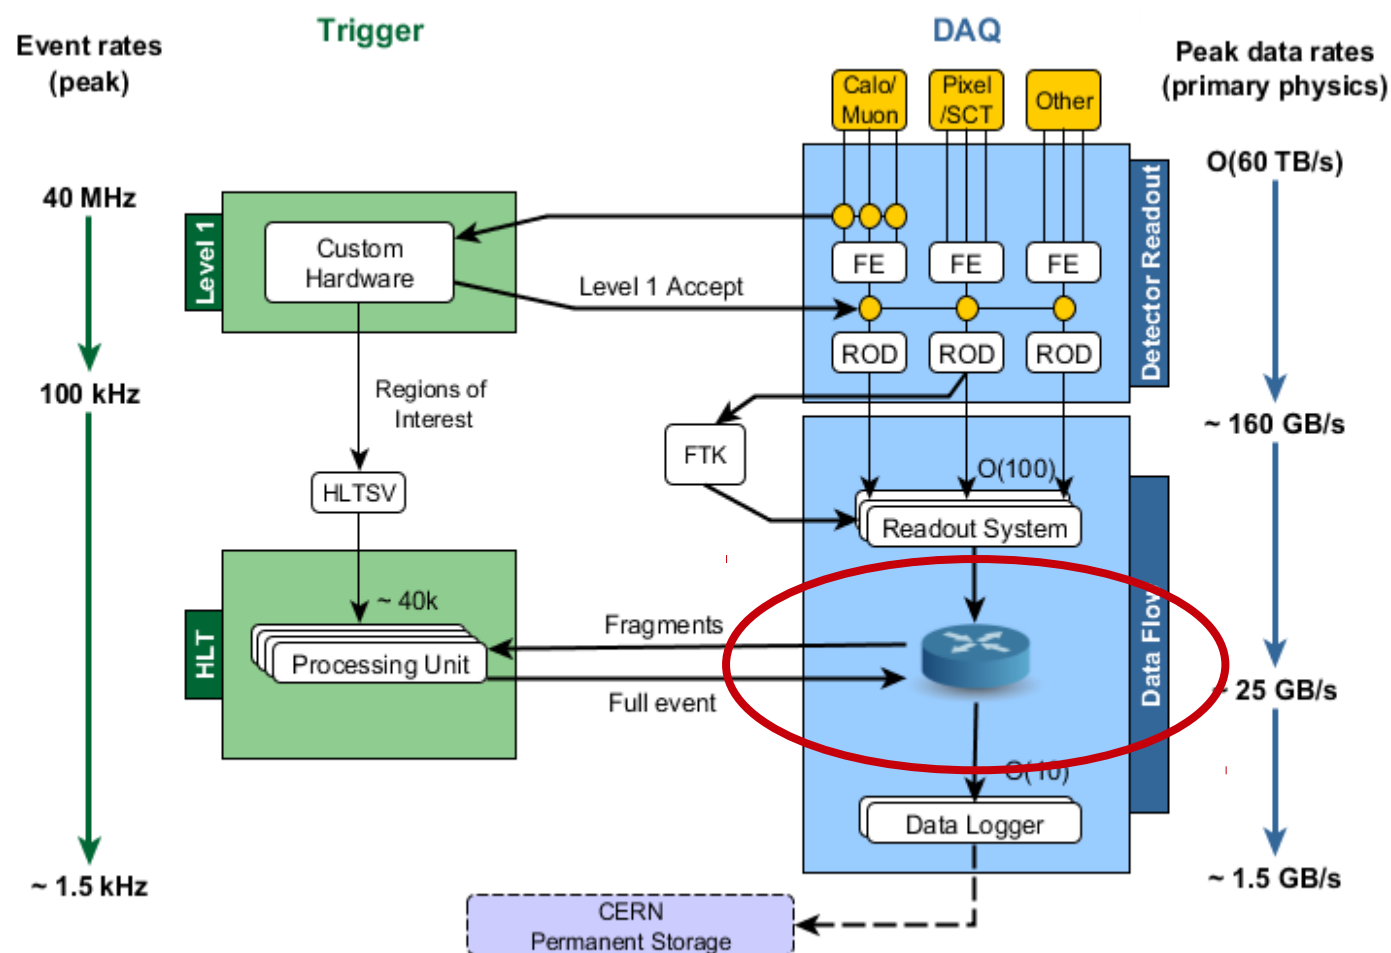 Trigger
DAQ
Event rates
(peak)
Peak data rates
(primary physics)
Calo/
Muon
Pixel
/SCT
Other
O(60 TB/s)
40 MHz
Level 1
Custom
Hardware
FE
FE
FE
Detector Readout
Level 1 Accept
ROD
ROD
ROD
100 kHz
Regions of
Interest
~ 160 GB/s
FTK
O(100)
HLTSV
Readout System
~ 40k
HLT
Processing Unit
Fragments
Full event
Data Flow
~ 25 GB/s
O(10)
Data Logger
~ 1.5 kHz
~ 1.5 GB/s
CERN
Permanent Storage